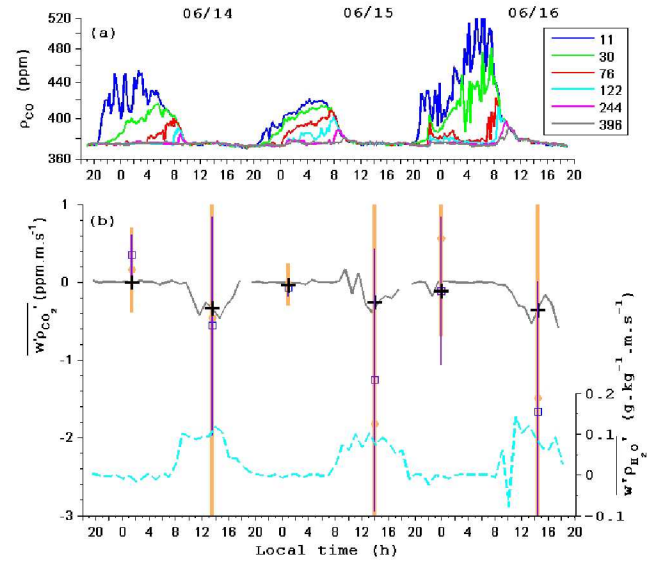 06/14 06/15 06/16
(a)
520
480
440
400
360
ρCO (ppm)
11
30
76
122
244
396
20 0 4 8 12 16 20 0 4 8 12 16 20 0 4 8 12 16 20
(b)
1
0
-1
-2
-3
w'ρCO2' (ppm.m.s-1)
0.2
0.1
0
-0.1
w'ρH2O' (g.kg-1.m.s-1)
20 0 4 8 12 16 20 0 4 8 12 16 20 0 4 8 12 16 20
Local time (h)